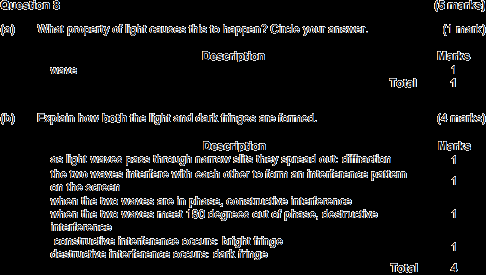 Question 8 (5 marks)
(a) What property of light causes this to happen? Circle your answer. (1 mark)
Description Marks
wave 1
Total 1
(b) Explain how both the light and dark fringes are formed. (4 marks)
Description Marks
as light waves pass through narrow slits they spread out: diffraction 1
the two waves interfere with each other to form an interference pattern
on the screen 1
when the two waves are in phase, constructive interference
when the two waves meet 180 degrees out of phase, destructive 1
interference
constructive interference occurs: bright fringe
destructive interference occurs: dark fringe 1
Total 4